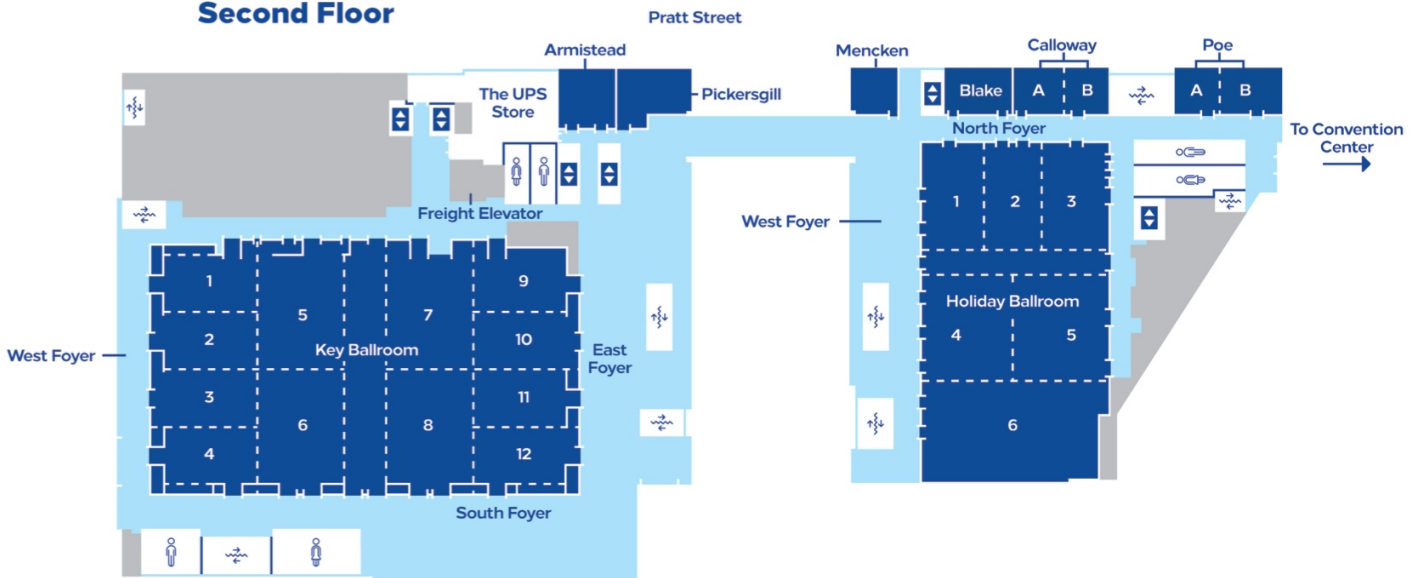 Second Floor
Pratt Street
Armistead
Mencken
Calloway
Poe
The UPS
Store
Pickersgill
Blake
A
B
A
B
North Foyer
To Convention
Center
Freight Elevator
West Foyer
1
2
3
1
5
7
9
Holiday Ballroom
4
5
2
Key Ballroom
10
West Foyer
East
Foyer
3
11
6
8
6
4
12
South Foyer